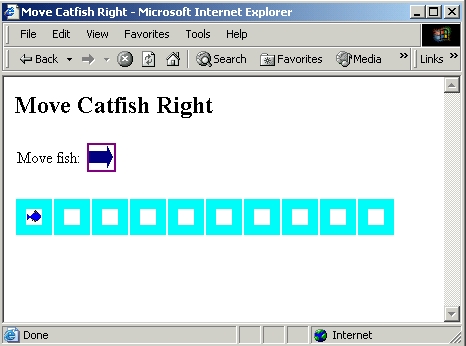 Move Catfish Right - Microsoft Internet Explorer
File Edit View Favorites Tools Help
Back Search Favorites Media » Links »
Move Catfish Right
Move fish:
Done Internet